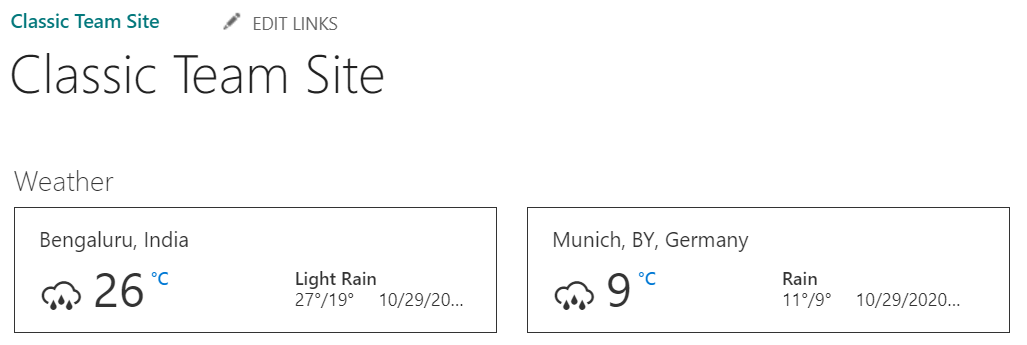 Classic Team Site EDIT LINKS
Classic Team Site
Weather
Bengaluru, India
26 °C
Light Rain
27°/19° 10/29/20...
Munich, BY, Germany
9 °C
Rain
11°/9° 10/29/2020...